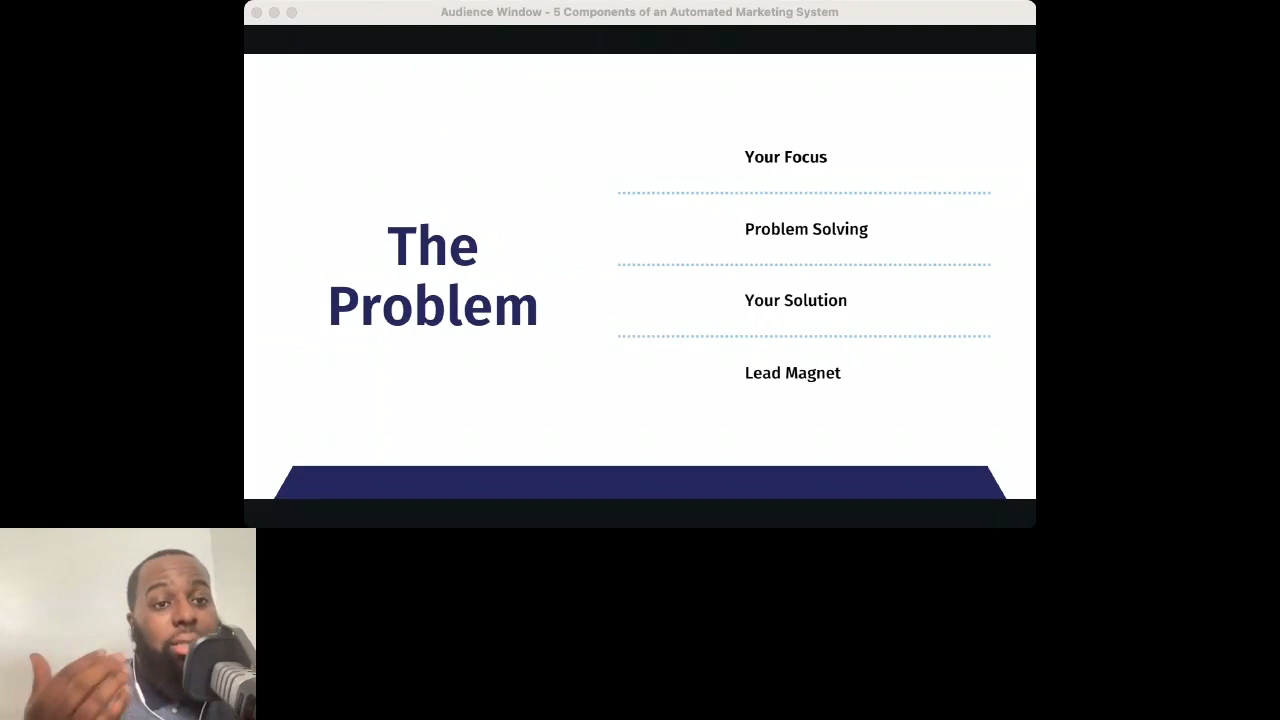 Audience Window - 5 Components of an Automated Marketing System
The
Problem
Your Focus
Problem Solving
Your Solution
Lead Magnet